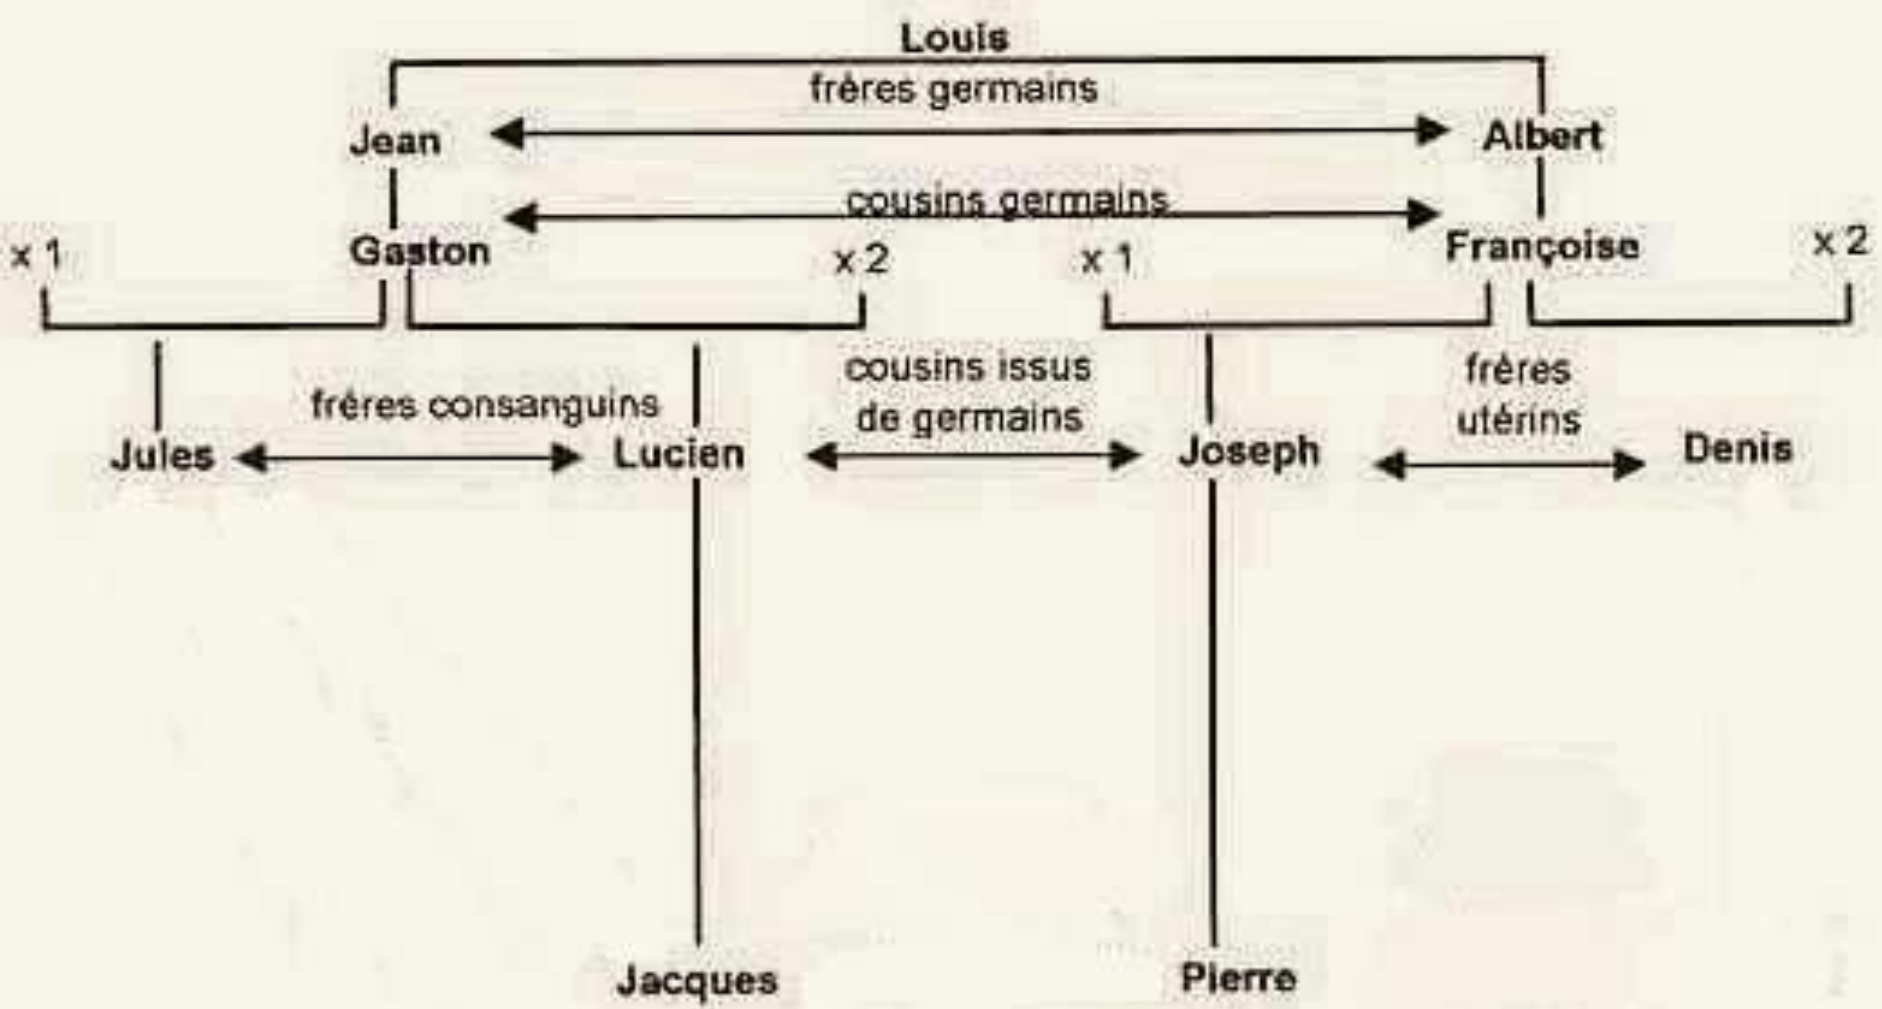 Louis
frères germains
Jean
Albert
cousins germains
x 1
Gaston
x 2
x 1
Françoise
x 2
cousins issus
de germains
frères
utérins
frères consanguins
Jules
Lucien
Joseph
Denis
Jacques
Pierre